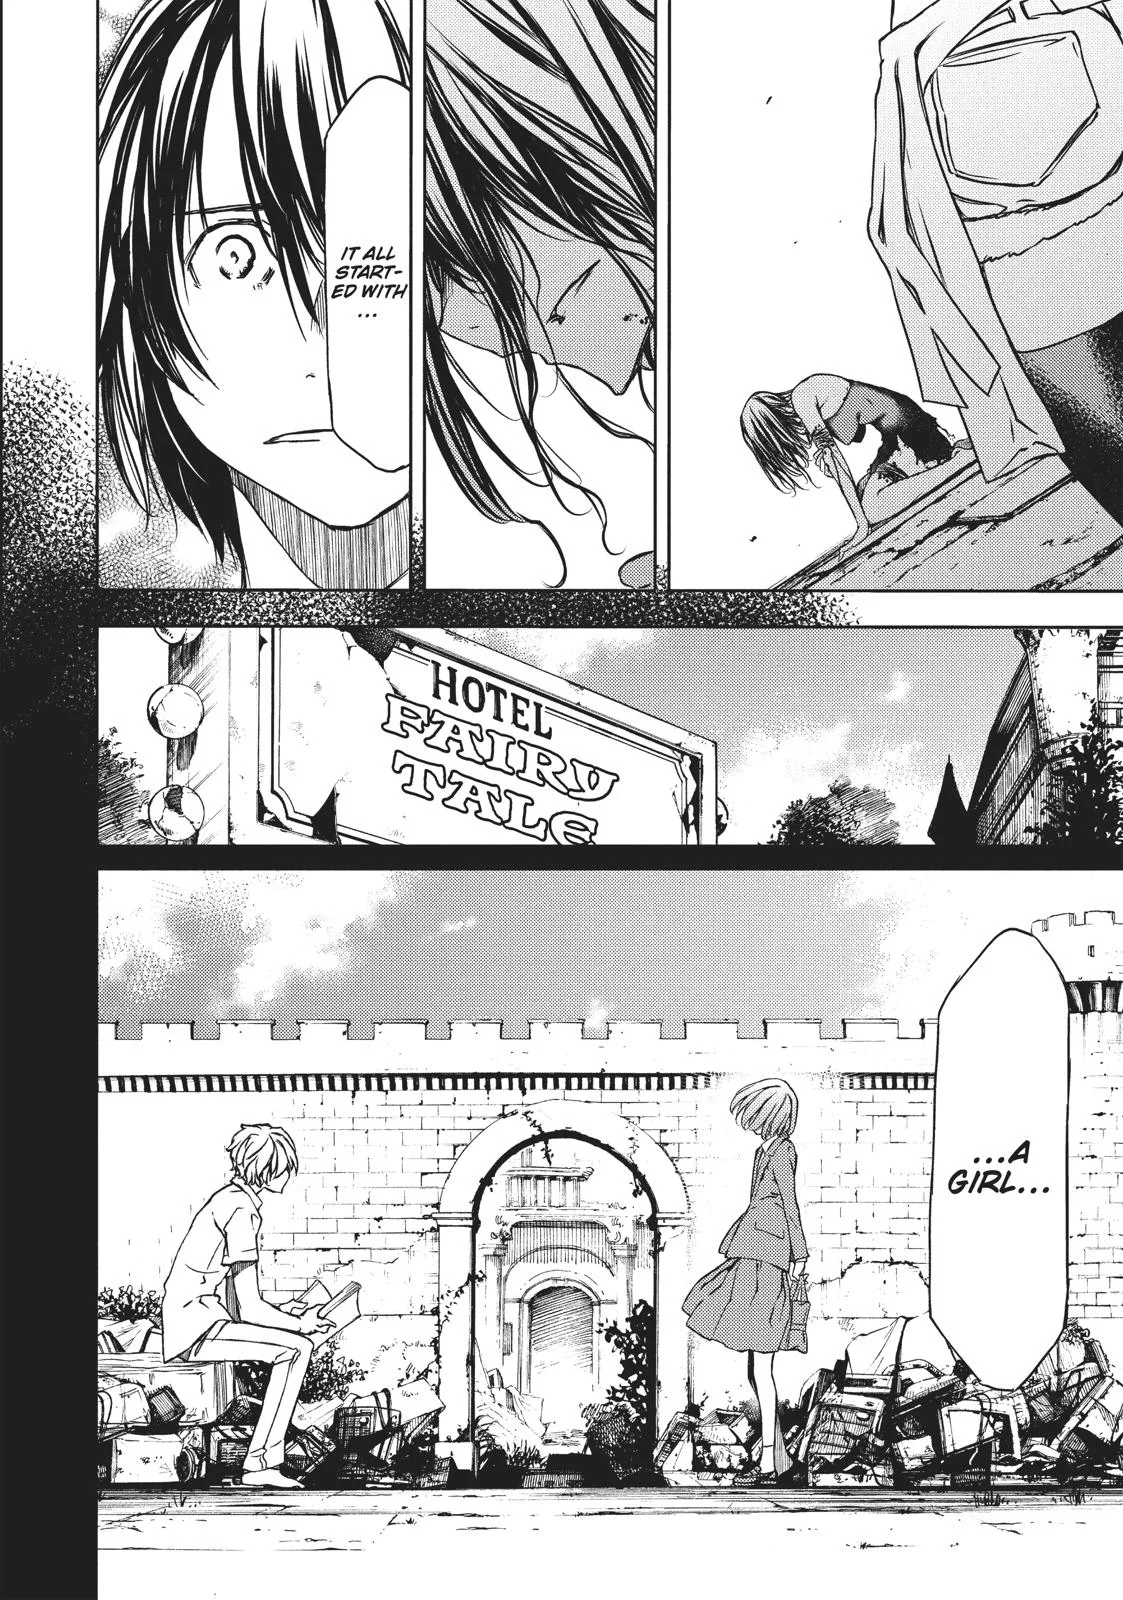 IT ALL
START-
ED WITH
...
HOTEL
FAIRY
TALE
...A
GIRL...